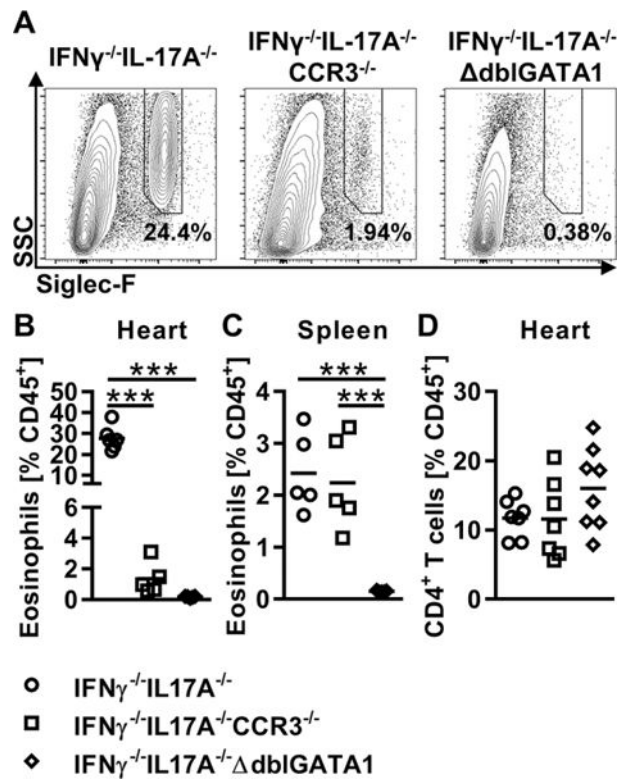 A
IFNγ⁻/⁻IL-17A⁻/⁻
IFNγ⁻/⁻IL-17A⁻/⁻
CCR3⁻/⁻
IFNγ⁻/⁻IL-17A⁻/⁻
ΔdblGATA1
SSC
24.4%
1.94%
0.38%
Siglec-F
B Heart
Eosinophils [% CD45⁺]
50
40
30
20
10
6
4
2
0
***
***
C Spleen
Eosinophils [% CD45⁺]
4
3
2
1
0
***
***
D Heart
CD4⁺ T cells [% CD45⁺]
30
20
10
0
IFNγ⁻/⁻IL17A⁻/⁻
IFNγ⁻/⁻IL17A⁻/⁻CCR3⁻/⁻
IFNγ⁻/⁻IL17A⁻/⁻ΔdblGATA1